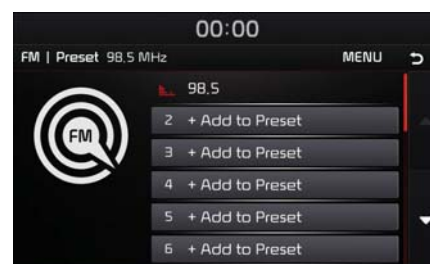 00:00
FM | Preset 98.5 MHz MENU
98.5
FM
2 + Add to Preset
3 + Add to Preset
4 + Add to Preset
5 + Add to Preset
6 + Add to Preset